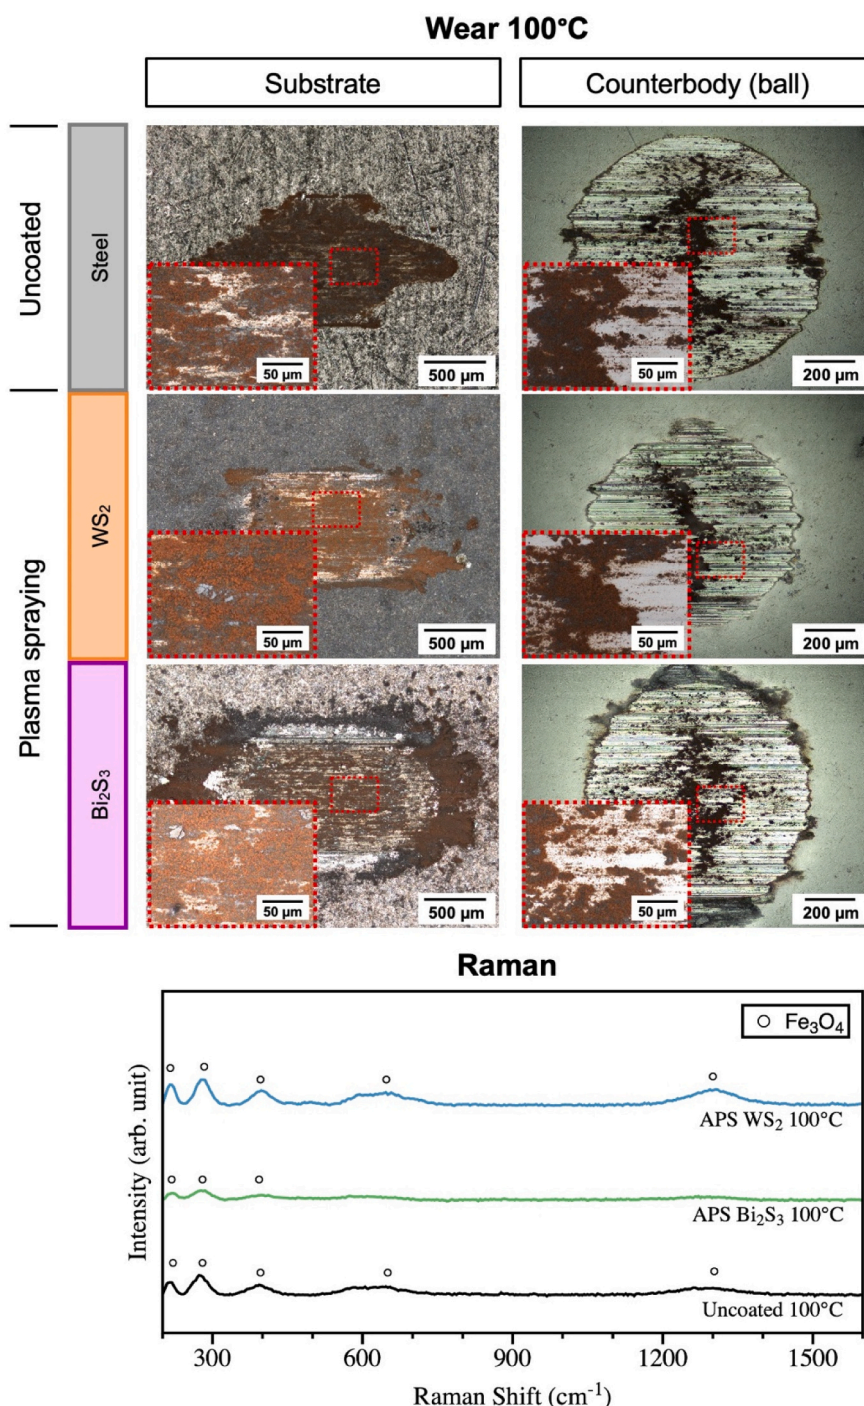 Wear 100°C
Substrate
Counterbody (ball)
Uncoated
Steel
50 µm
500 µm
50 µm
200 µm
Plasma spraying
WS₂
50 µm
500 µm
50 µm
200 µm
Bi₂S₃
50 µm
500 µm
50 µm
200 µm
Raman
Fe₃O₄
APS WS₂ 100°C
APS Bi₂S₃ 100°C
Uncoated 100°C
Intensity (arb. unit)
300 600 900 1200 1500
Raman Shift (cm⁻¹)